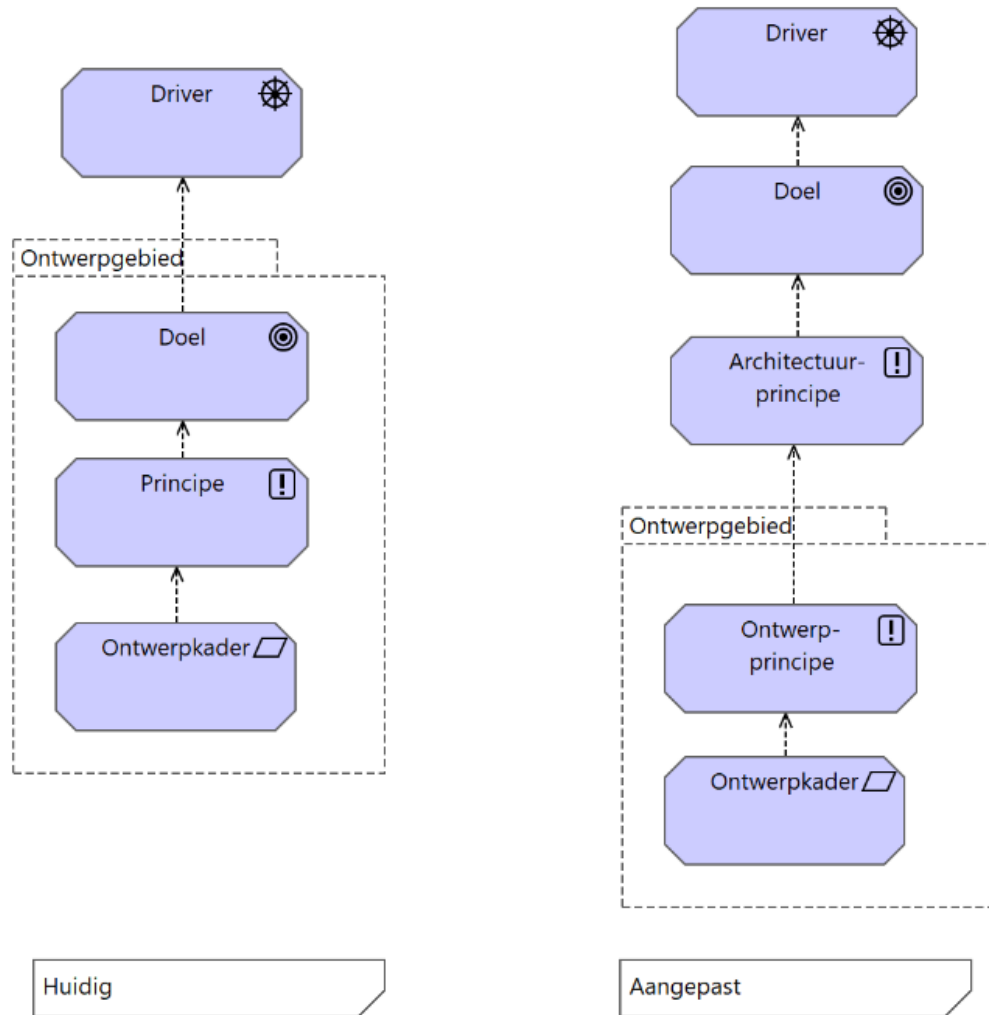 Driver
Ontwerpgebied
Doel
Principe
Ontwerpkader
Huidig
Driver
Doel
Architectuur-
principe
Ontwerpgebied
Ontwerp-
principe
Ontwerpkader
Aangepast